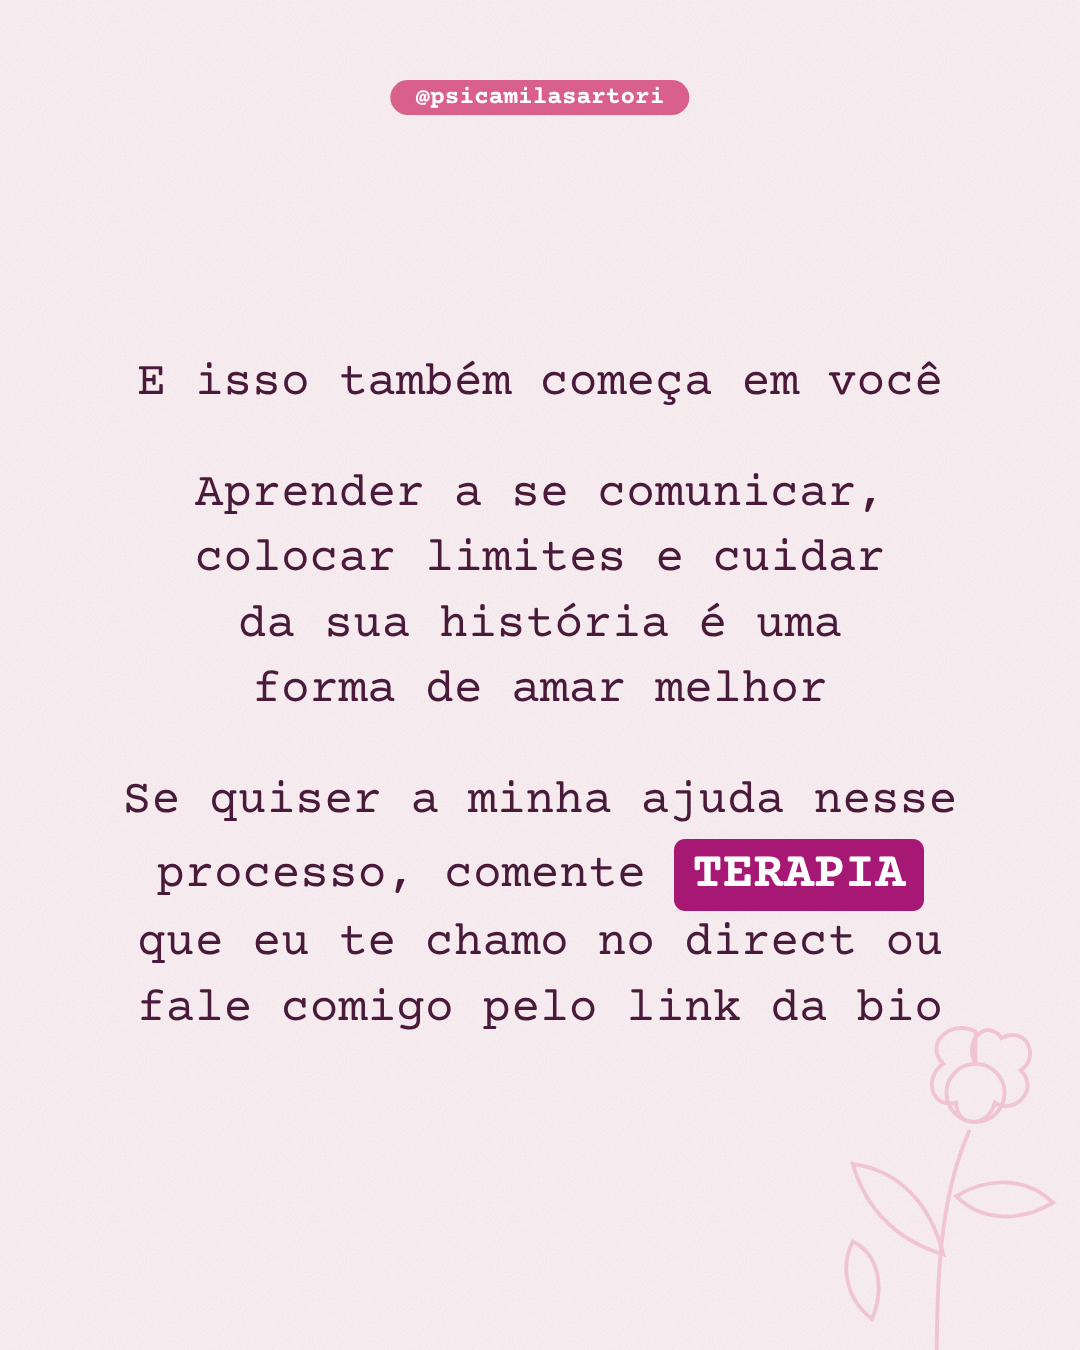 @psicamilasartori
E isso também começa em você
Aprender a se comunicar,
colocar limites e cuidar
da sua história é uma
forma de amar melhor
Se quiser a minha ajuda nesse
processo, comente TERAPIA
que eu te chamo no direct ou
fale comigo pelo link da bio